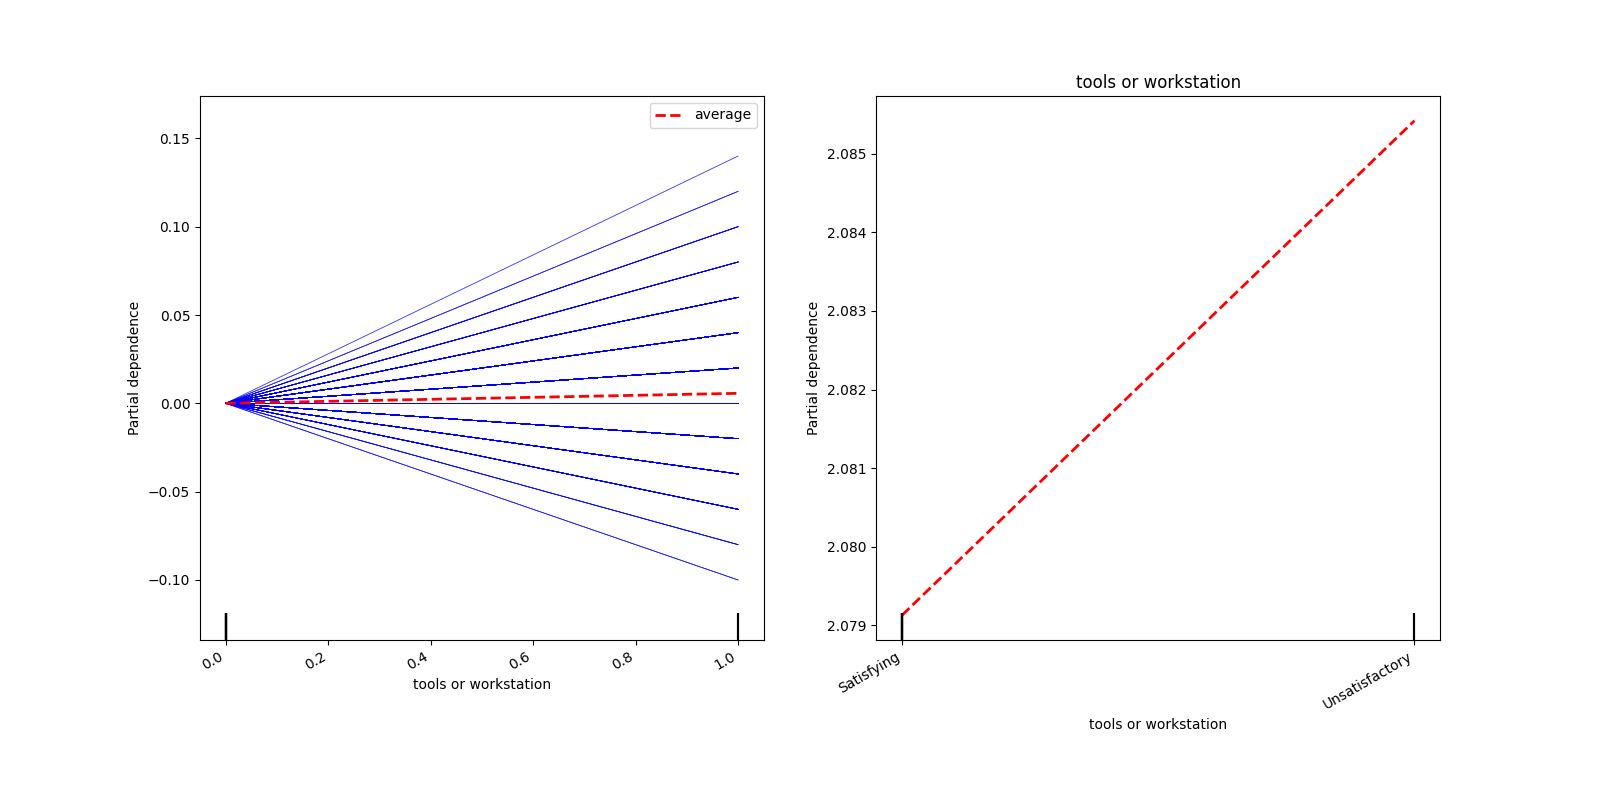 average
0.15
0.10
0.05
0.00
−0.05
−0.10
Partial dependence
0.0 0.2 0.4 0.6 0.8 1.0
tools or workstation
tools or workstation
2.085
2.084
2.083
2.082
2.081
2.080
2.079
Partial dependence
Satisfying Unsatisfactory
tools or workstation